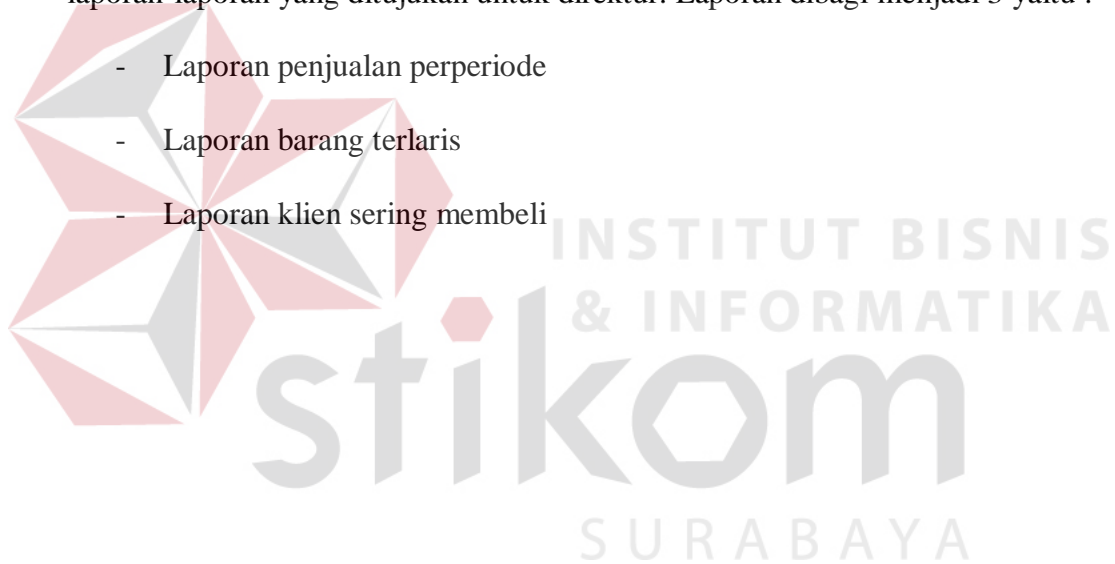 laporan-laporan yang ditujukan untuk direktur. Laporan dibagi menjadi 3 yaitu :
- Laporan penjualan perperiode
- Laporan barang terlaris
- Laporan klien sering membeli
INSTITUT BISNIS
& INFORMATIKA
stikom
SURABAYA